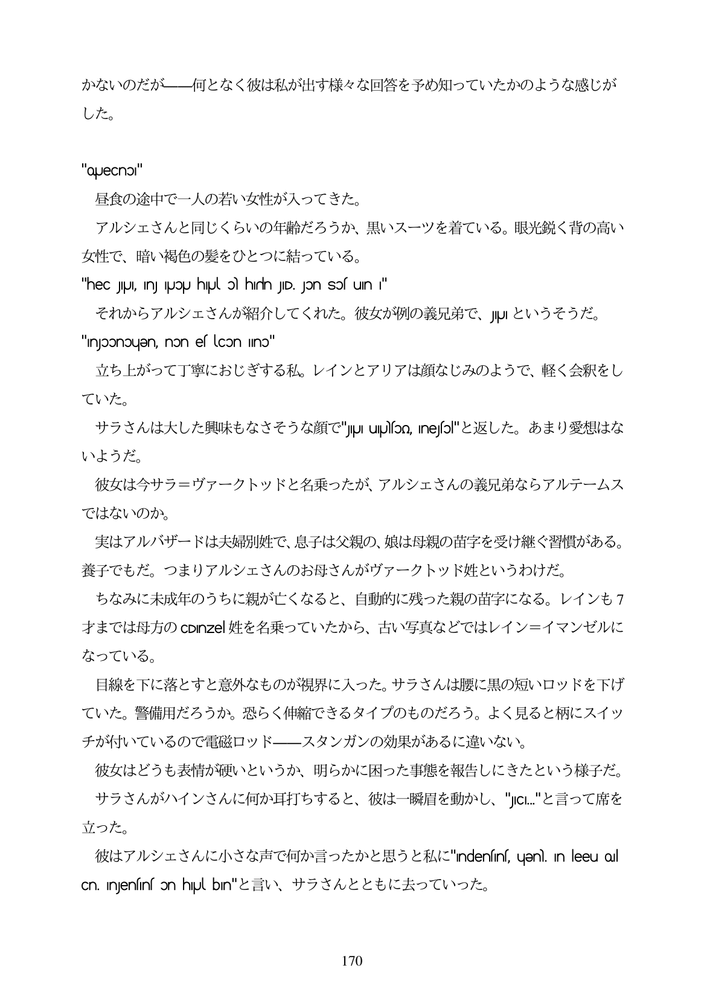 かないのだが――何となく彼は私が出す様々な回答を予め知っていたかのような感じが
した。
昼食の途中で一人の若い女性が入ってきた。
アルシェさんと同じくらいの年齢だろうか、黒いスーツを着ている。眼光鋭く背の高い
女性で、暗い褐色の髪をひとつに結っている。
それからアルシェさんが紹介してくれた。彼女が例の義兄弟で、 というそうだ。
立ち上がって丁寧におじぎする私。レインとアリアは顔なじみのようで、軽く会釈をし
ていた。
サラさんは大した興味もなさそうな顔で" "と返した。あまり愛想はな
いようだ。
彼女は今サラ＝ヴァークトッドと名乗ったが、アルシェさんの義兄弟ならアルテームス
ではないのか。
実はアルバザードは夫婦別姓で、息子は父親の、娘は母親の苗字を受け継ぐ習慣がある。
養子でもだ。つまりアルシェさんのお母さんがヴァークトッド姓というわけだ。
ちなみに未成年のうちに親が亡くなると、自動的に残った親の苗字になる。レインも 7
才までは母方の 姓を名乗っていたから、古い写真などではレイン＝イマンゼルに
なっている。
目線を下に落とすと意外なものが視界に入った。サラさんは腰に黒の短いロッドを下げ
ていた。警備用だろうか。恐らく伸縮できるタイプのものだろう。よく見ると柄にスイッ
チが付いているので電磁ロッド――スタンガンの効果があるに違いない。
彼女はどうも表情が硬いというか、明らかに困った事態を報告しにきたという様子だ。
サラさんがハインさんに何か耳打ちすると、彼は一瞬眉を動かし、" ..."と言って席を
立った。
彼はアルシェさんに小さな声で何か言ったかと思うと私に"
"と言い、サラさんとともに去っていった。
170